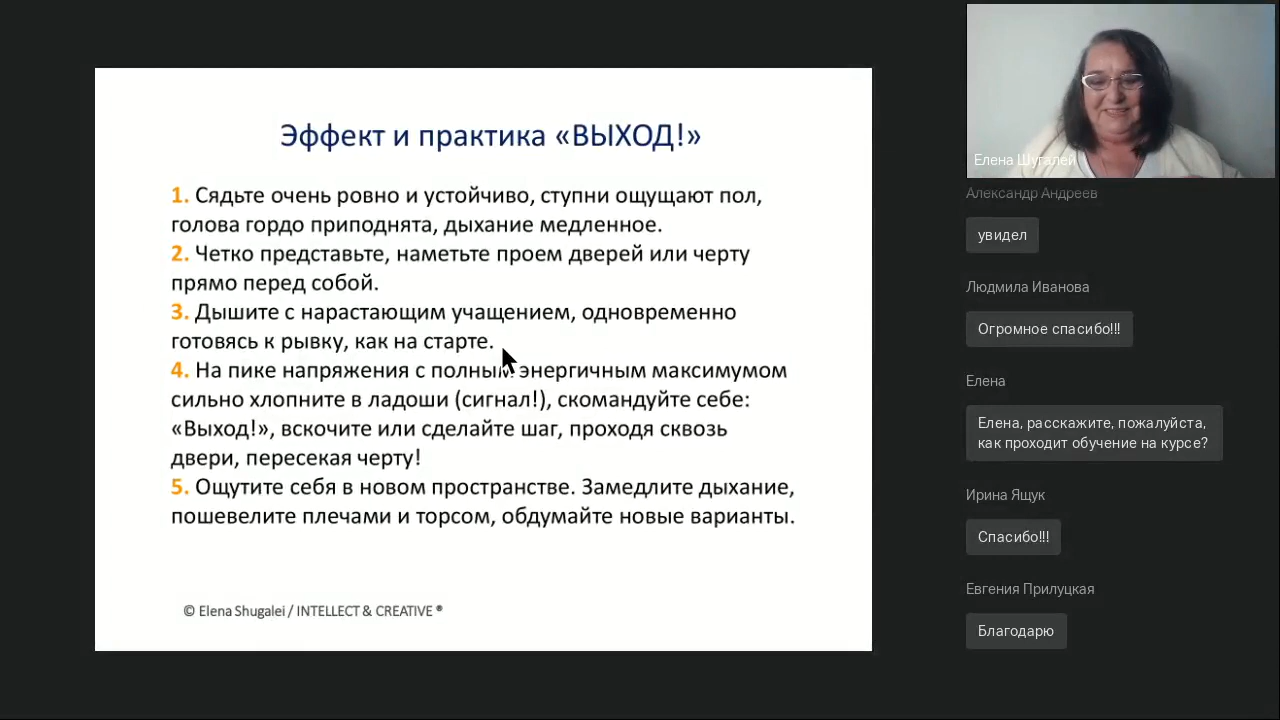 Эффект и практика «ВЫХОД!»
1. Сядьте очень ровно и устойчиво, ступни ощущают пол,
голова гордо приподнята, дыхание медленное.
2. Четко представьте, наметьте проем дверей или черту
прямо перед собой.
3. Дышите с нарастающим учащением, одновременно
готовясь к рывку, как на старте.
4. На пике напряжения с полным энергичным максимумом
сильно хлопните в ладоши (сигнал!), скомандуйте себе:
«Выход!», вскочите или сделайте шаг, проходя сквозь
двери, пересекая черту!
5. Ощутите себя в новом пространстве. Замедлите дыхание,
пошевелите плечами и торсом, обдумайте новые варианты.
© Elena Shugalei / INTELLECT & CREATIVE ®
Елена Шугалей
Александр Андреев
увидел
Людмила Иванова
Огромное спасибо!!!
Елена
Елена, расскажите, пожалуйста,
как проходит обучение на курсе?
Ирина Ящук
Спасибо!!!
Евгения Прилуцкая
Благодарю